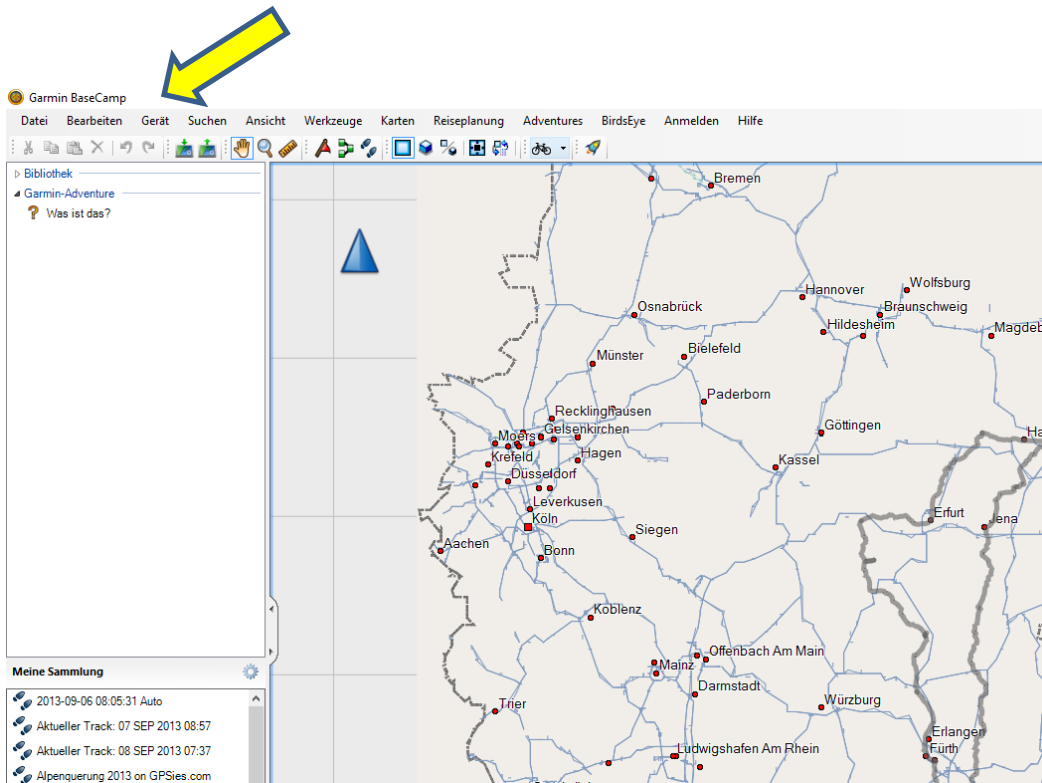 Garmin BaseCamp
Datei Bearbeiten Gerät Suchen Ansicht Werkzeuge Karten Reiseplanung Adventures BirdsEye Anmelden Hilfe
Bibliothek
Garmin-Adventure
? Was ist das?
Bremen
Wolfsburg
Hannover
Braunschweig
Osnabrück
Hildesheim
Magdeb
Bielefeld
Münster
Paderborn
Recklinghausen
Göttingen
Gelsenkirchen
Moers
Ha
Hagen
Krefeld
Kassel
Düsseldorf
Leverkusen
Erfurt
Köln
Jena
Siegen
Aachen
Bonn
Koblenz
Offenbach Am Main
Mainz
Darmstadt
Würzburg
Trier
Erlangen
Fürth
Ludwigshafen Am Rhein
Meine Sammlung
2013-09-06 08:05:31 Auto
Aktueller Track: 07 SEP 2013 08:57
Aktueller Track: 08 SEP 2013 07:37
Alpenquerung 2013 on GPSies.com